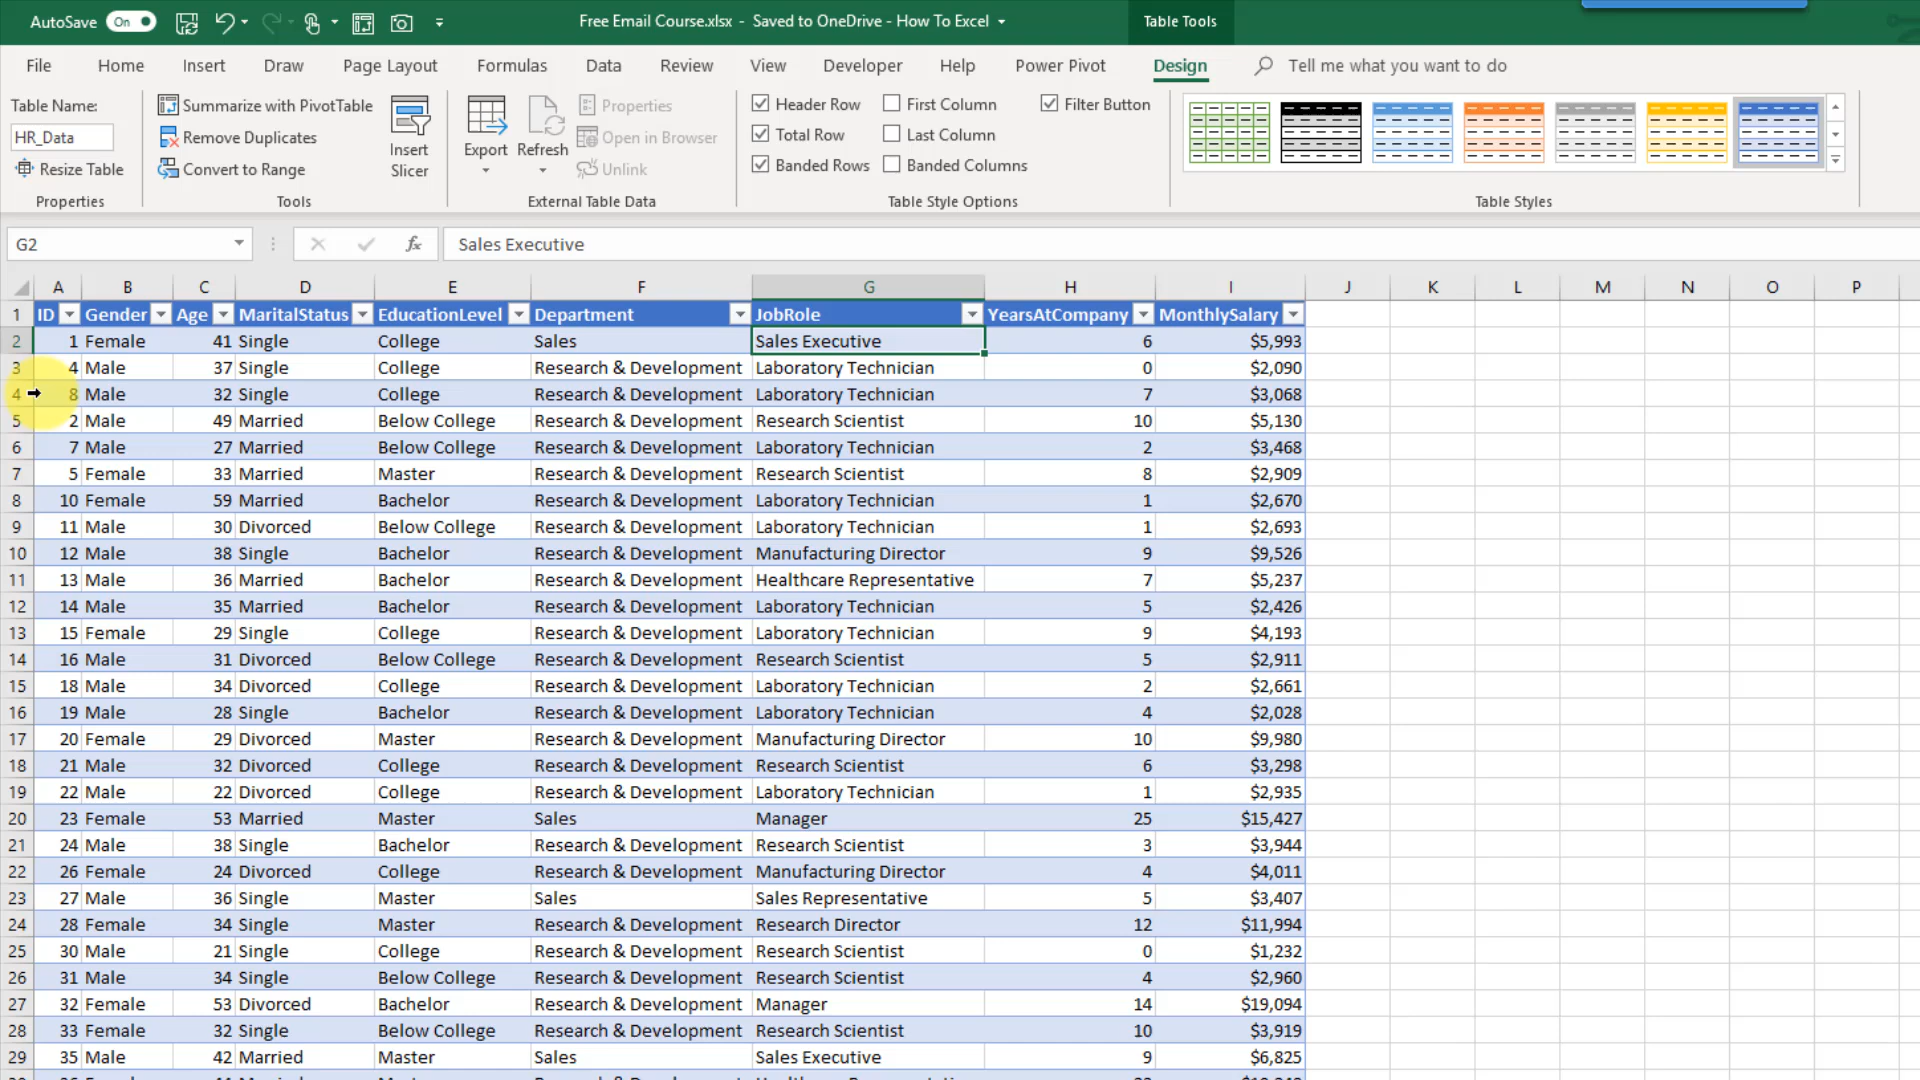 AutoSave On Free Email Course.xlsx - Saved to OneDrive - How To Excel Table Tools
File Home Insert Draw Page Layout Formulas Data Review View Developer Help Power Pivot Design Tell me what you want to do
Table Name:
HR_Data
Resize Table
Properties
Summarize with PivotTable
Remove Duplicates
Convert to Range
Tools
Insert
Slicer
Export
Refresh
Properties
Open in Browser
Unlink
External Table Data
Header Row First Column Filter Button
Total Row Last Column
Banded Rows Banded Columns
Table Style Options
Table Styles
G2 fx Sales Executive
A B C D E F G H I J K L M N O P
1 ID Gender Age MaritalStatus EducationLevel Department JobRole YearsAtCompany MonthlySalary
2 1 Female 41 Single College Sales Sales Executive 6 $5,993
3 4 Male 37 Single College Research & Development Laboratory Technician 0 $2,090
4 8 Male 32 Single College Research & Development Laboratory Technician 7 $3,068
5 2 Male 49 Married Below College Research & Development Research Scientist 10 $5,130
6 7 Male 27 Married Below College Research & Development Laboratory Technician 2 $3,468
7 5 Female 33 Married Master Research & Development Research Scientist 8 $2,909
8 10 Female 59 Married Bachelor Research & Development Laboratory Technician 1 $2,670
9 11 Male 30 Divorced Below College Research & Development Laboratory Technician 1 $2,693
10 12 Male 38 Single Bachelor Research & Development Manufacturing Director 9 $9,526
11 13 Male 36 Married Bachelor Research & Development Healthcare Representative 7 $5,237
12 14 Male 35 Married Bachelor Research & Development Laboratory Technician 5 $2,426
13 15 Female 29 Single College Research & Development Laboratory Technician 9 $4,193
14 16 Male 31 Divorced Below College Research & Development Research Scientist 5 $2,911
15 18 Male 34 Divorced College Research & Development Laboratory Technician 2 $2,661
16 19 Male 28 Single Bachelor Research & Development Laboratory Technician 4 $2,028
17 20 Female 29 Divorced Master Research & Development Manufacturing Director 10 $9,980
18 21 Male 32 Divorced College Research & Development Research Scientist 6 $3,298
19 22 Male 22 Divorced College Research & Development Laboratory Technician 1 $2,935
20 23 Female 53 Married Master Sales Manager 25 $15,427
21 24 Male 38 Single Bachelor Research & Development Research Scientist 3 $3,944
22 26 Female 24 Divorced College Research & Development Manufacturing Director 4 $4,011
23 27 Male 36 Single Master Sales Sales Representative 5 $3,407
24 28 Female 34 Single Master Research & Development Research Director 12 $11,994
25 30 Male 21 Single College Research & Development Research Scientist 0 $1,232
26 31 Male 34 Single Below College Research & Development Research Scientist 4 $2,960
27 32 Female 53 Divorced Bachelor Research & Development Manager 14 $19,094
28 33 Female 32 Single Below College Research & Development Research Scientist 10 $3,919
29 35 Male 42 Married Master Sales Sales Executive 9 $6,825